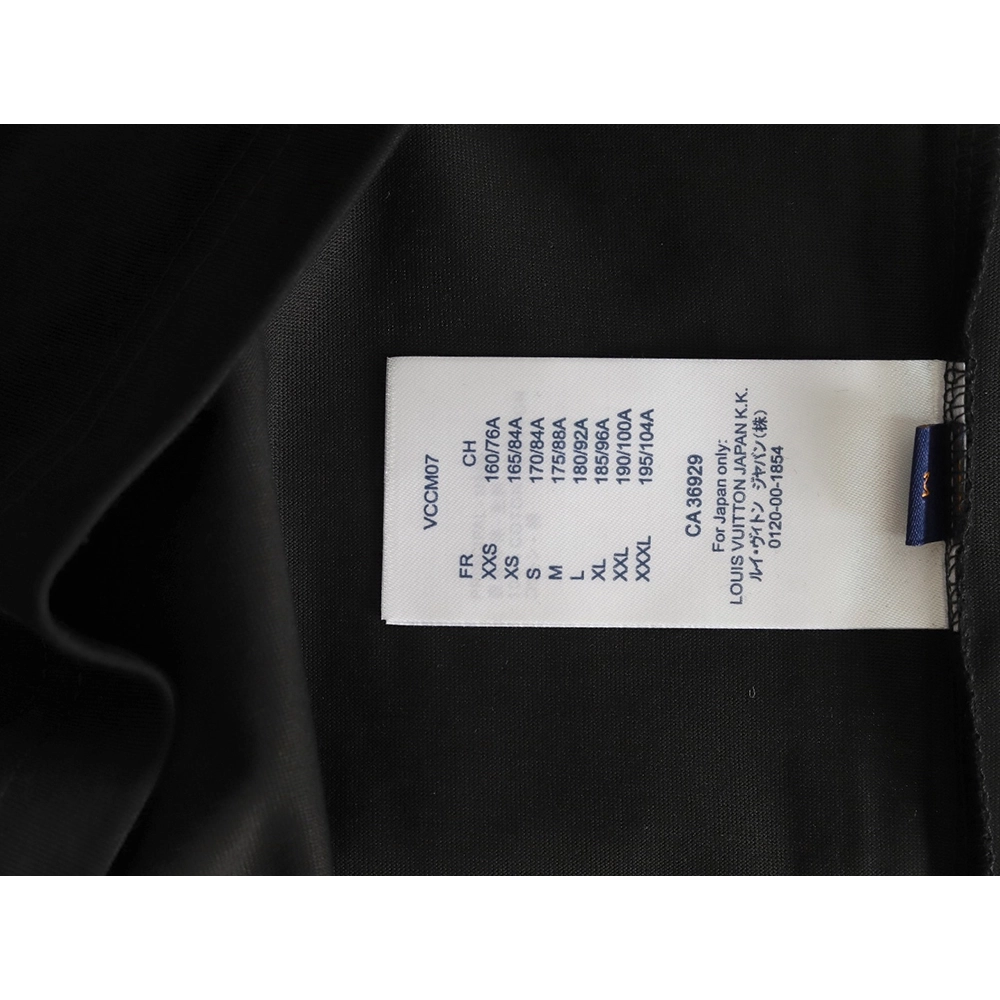 VCCM07
FR CH
XXS 160/76A
XS 165/84A
S 170/84A
M 175/88A
L 180/92A
XL 185/96A
XXL 190/100A
XXXL 195/104A
CA 36929
For Japan only:
LOUIS VUITTON JAPAN K.K.
ルイ・ヴィトン ジャパン(株)
0120-00-1854